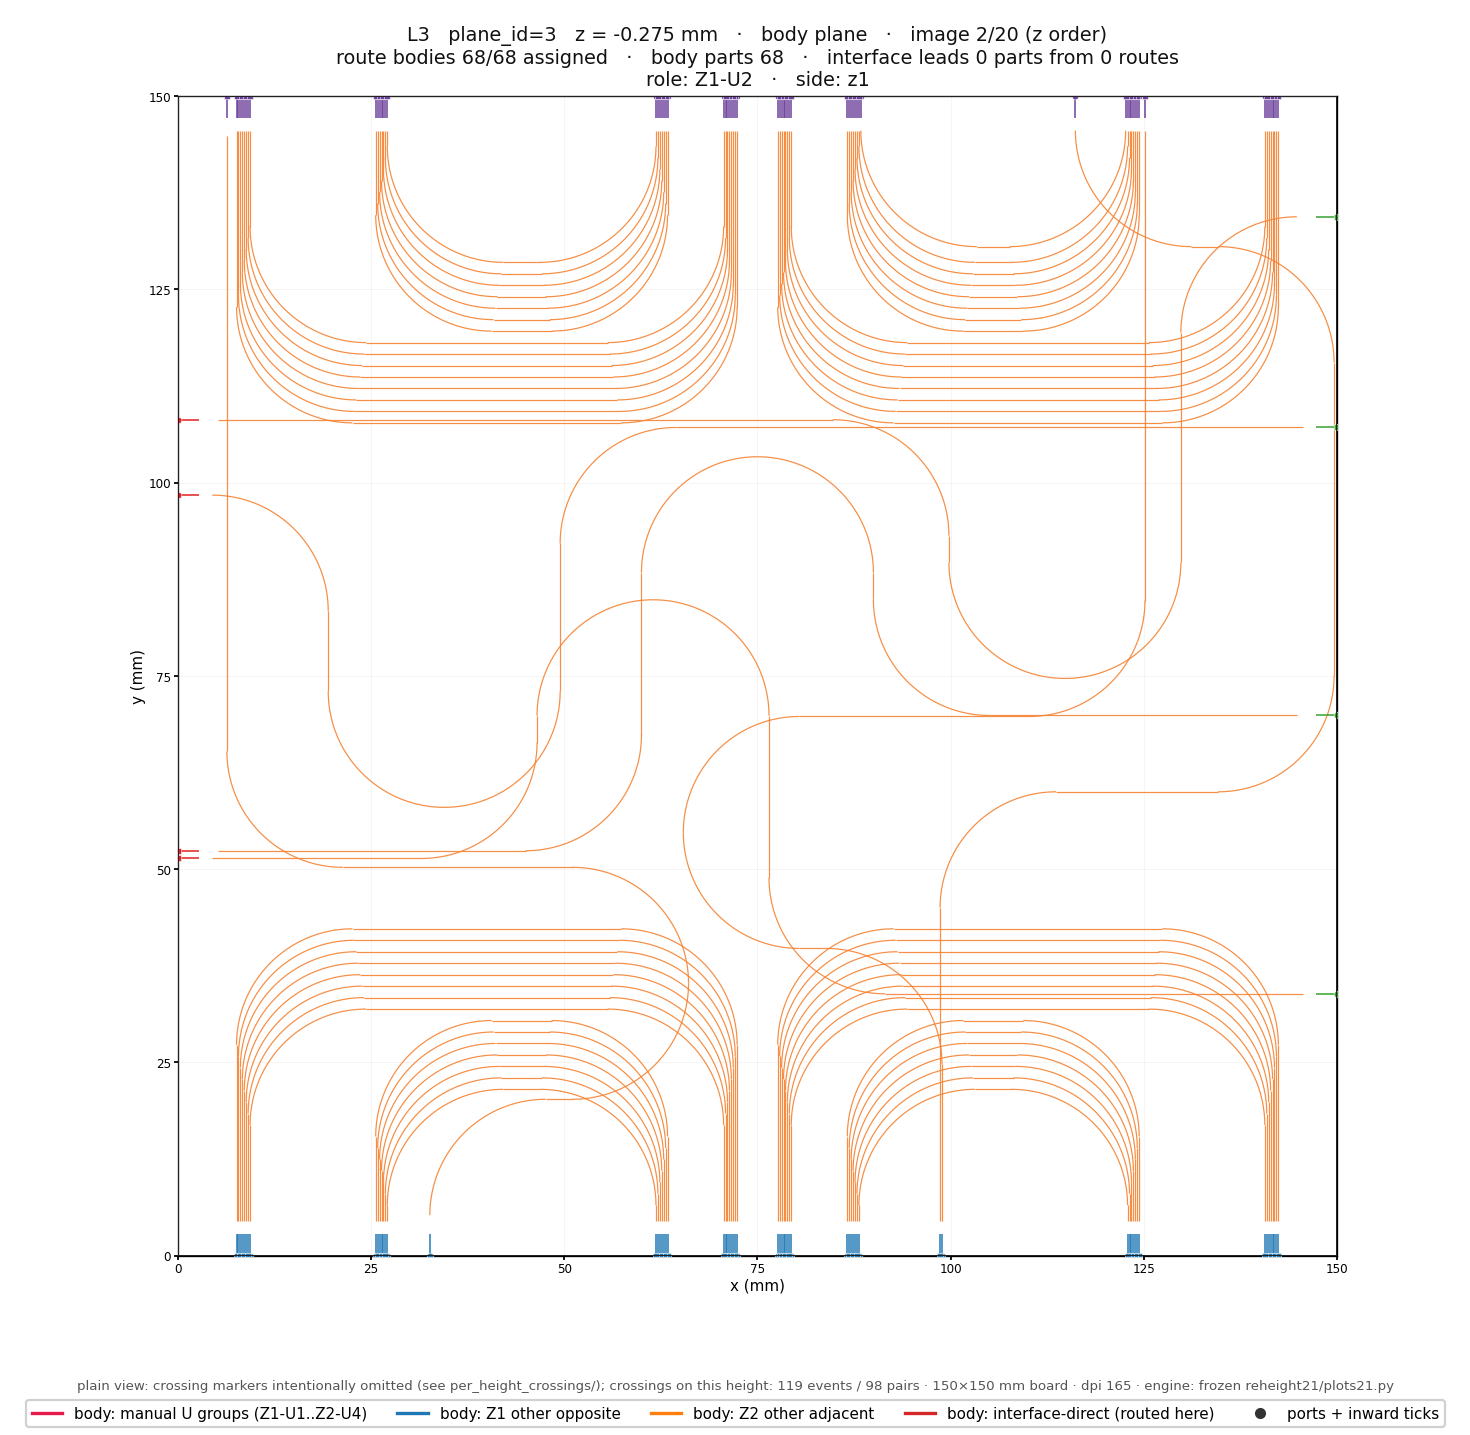 L3   plane_id=3   z = -0.275 mm   ·   body plane   ·   image 2/20 (z order)
route bodies 68/68 assigned   ·   body parts 68   ·   interface leads 0 parts from 0 routes
role: Z1-U2   ·   side: z1
150
125
100
75
50
25
0
y (mm)
0 25 50 75 100 125 150
x (mm)
plain view: crossing markers intentionally omitted (see per_height_crossings/); crossings on this height: 119 events / 98 pairs · 150×150 mm board · dpi 165 · engine: frozen reheight21/plots21.py
body: manual U groups (Z1-U1..Z2-U4) body: Z1 other opposite body: Z2 other adjacent body: interface-direct (routed here) ports + inward ticks